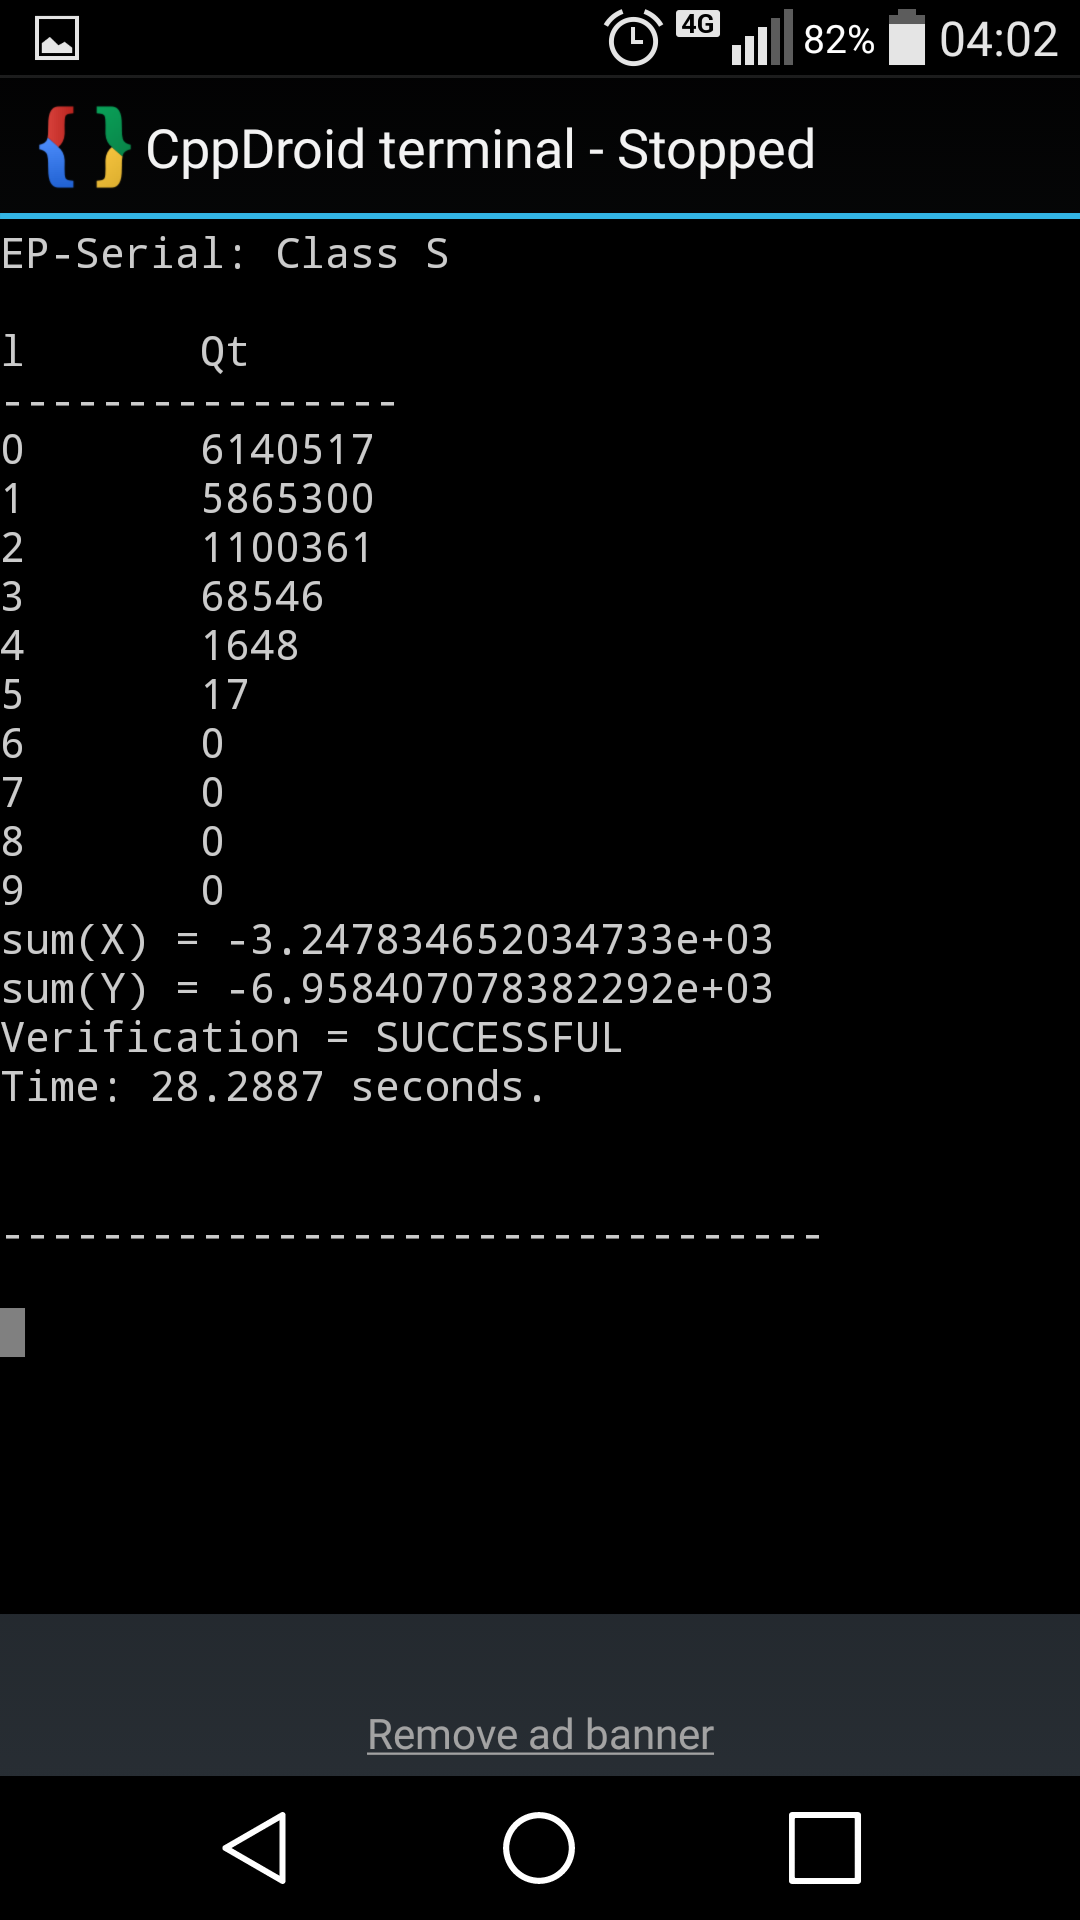 4G 82% 04:02
CppDroid terminal - Stopped
EP-Serial: Class S
l Qt
----------------
0 6140517
1 5865300
2 1100361
3 68546
4 1648
5 17
6 0
7 0
8 0
9 0
sum(X) = -3.247834652034733e+03
sum(Y) = -6.958407078382292e+03
Verification = SUCCESSFUL
Time: 28.2887 seconds.
---------------------------------
Remove ad banner